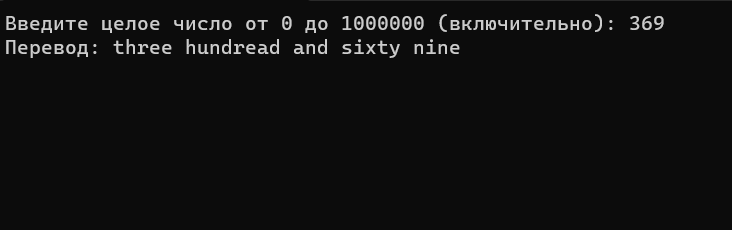 Введите целое число от 0 до 1000000 (включительно): 369
Перевод: three hundread and sixty nine